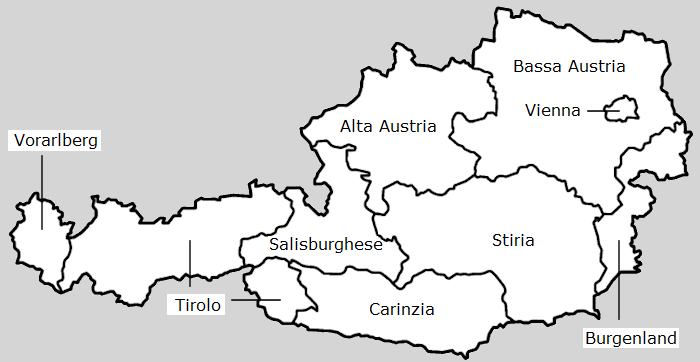 Bassa Austria
Vienna
Alta Austria
Vorarlberg
Salisburghese
Stiria
Tirolo
Carinzia
Burgenland